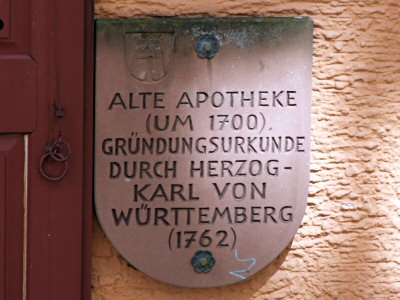 ALTE APOTHEKE
(UM 1700),
GRÜNDUNGSURKUNDE
DURCH HERZOG-
KARL VON
WÜRTTEMBERG
(1762)